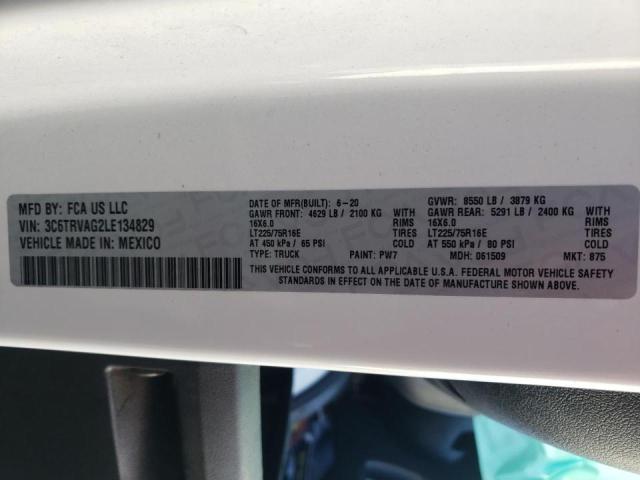 MFD BY: FCA US LLC
VIN: 3C6TRVAG2LE134829
VEHICLE MADE IN: MEXICO
DATE OF MFR(BUILT): 6-20 GVWR: 8550 LB / 3879 KG
GAWR FRONT: 4629 LB / 2100 KG WITH GAWR REAR: 5291 LB / 2400 KG WITH
16X6.0 RIMS 16X6.0 RIMS
LT225/75R16E TIRES LT225/75R16E TIRES
AT 450 kPa / 65 PSI COLD AT 550 kPa / 80 PSI COLD
TYPE: TRUCK PAINT: PW7 MDH: 061509 MKT: 875
THIS VEHICLE CONFORMS TO ALL APPLICABLE U.S.A. FEDERAL MOTOR VEHICLE SAFETY
STANDARDS IN EFFECT ON THE DATE OF MANUFACTURE SHOWN ABOVE.